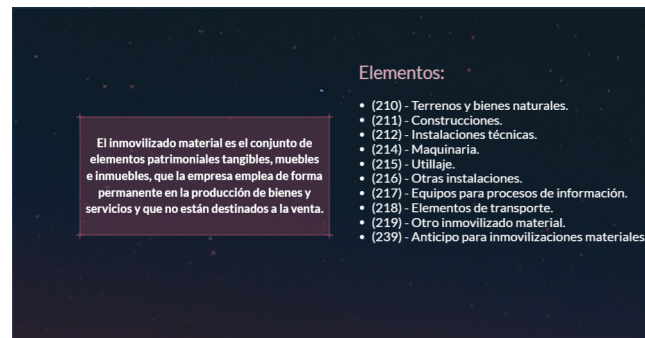 El inmovilizado material es el conjunto de
elementos patrimoniales tangibles, muebles
e inmuebles, que la empresa emplea de forma
permanente en la producción de bienes y
servicios y que no están destinados a la venta.
Elementos:
• (210) - Terrenos y bienes naturales.
• (211) - Construcciones.
• (212) - Instalaciones técnicas.
• (214) - Maquinaria.
• (215) - Utillaje.
• (216) - Otras instalaciones.
• (217) - Equipos para procesos de información.
• (218) - Elementos de transporte.
• (219) - Otro inmovilizado material.
• (239) - Anticipo para inmovilizaciones materiales